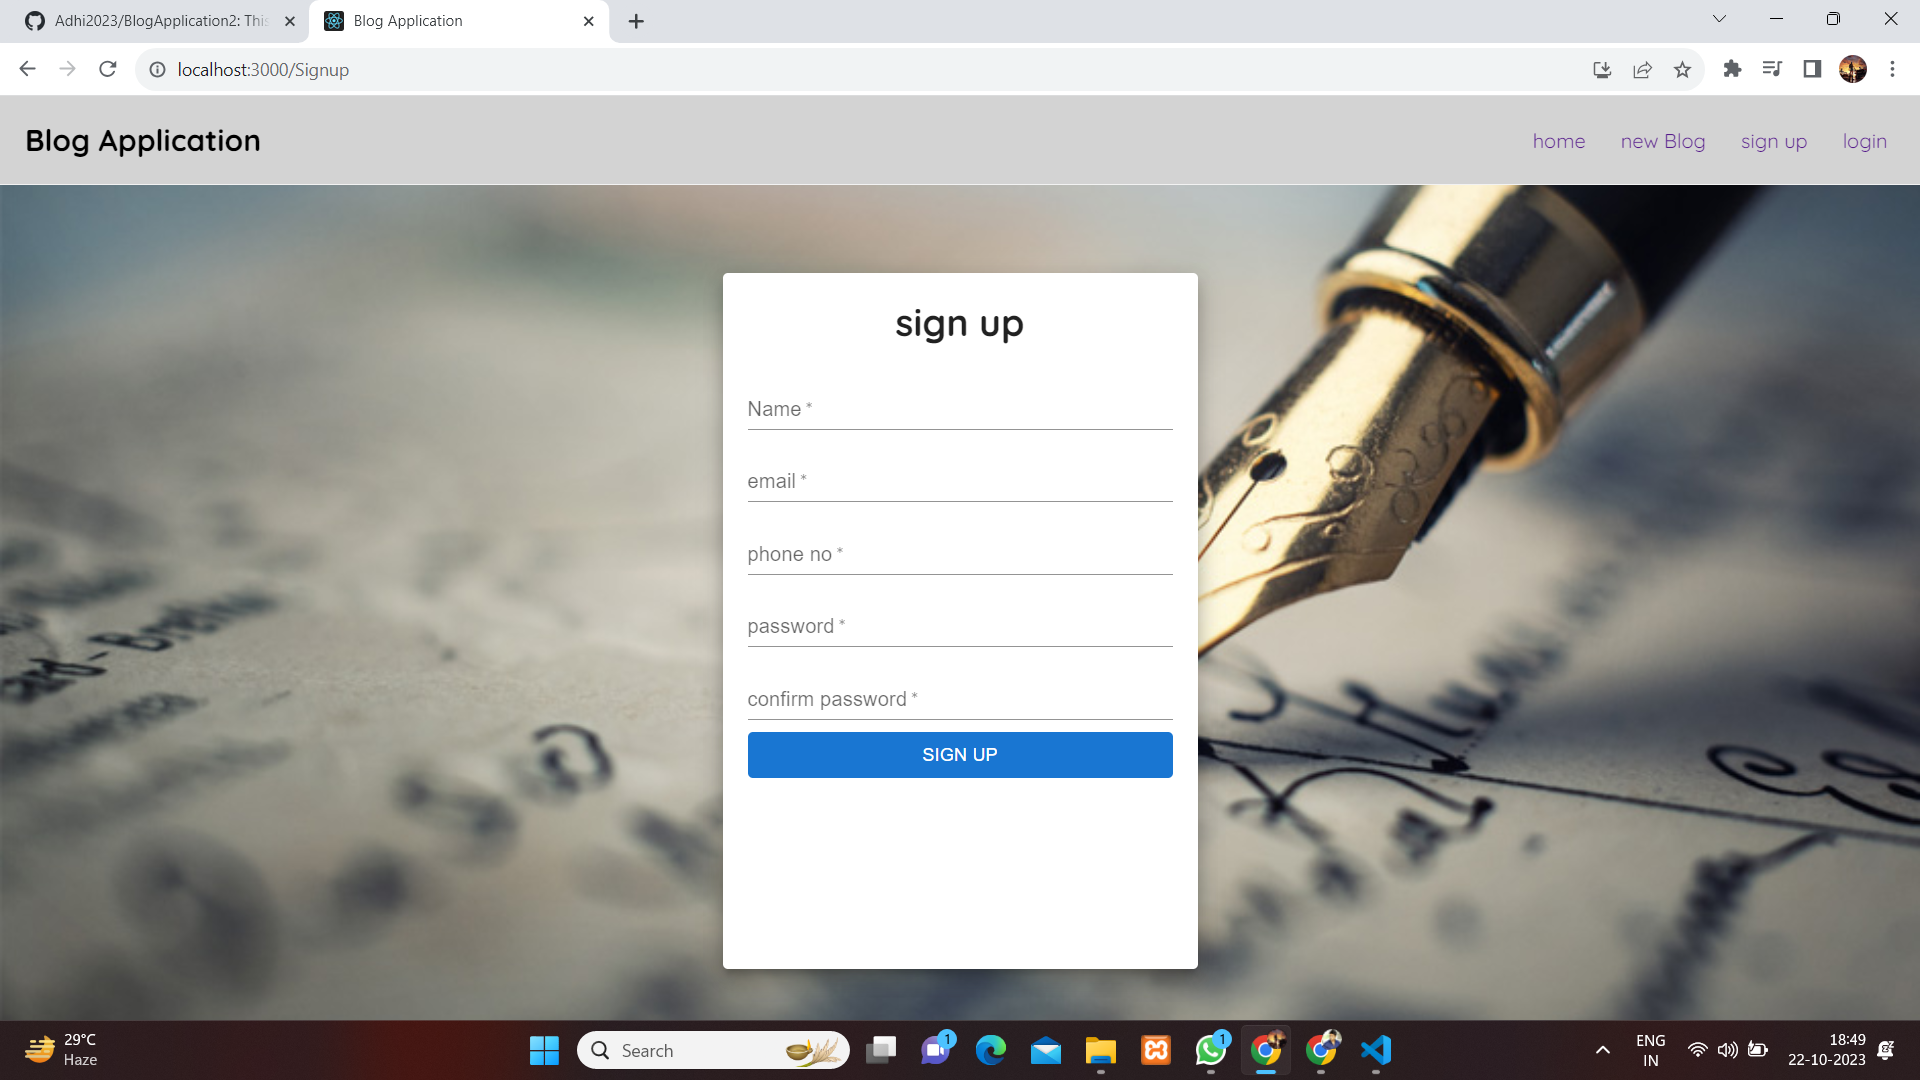 Adhi2023/BlogApplication2: This
Blog Application
localhost:3000/Signup
Blog Application
home
new Blog
sign up
login
sign up
Name *
email *
phone no *
password *
confirm password *
SIGN UP
29°C
Haze
Search
1
1
ENG
IN
18:49
22-10-2023